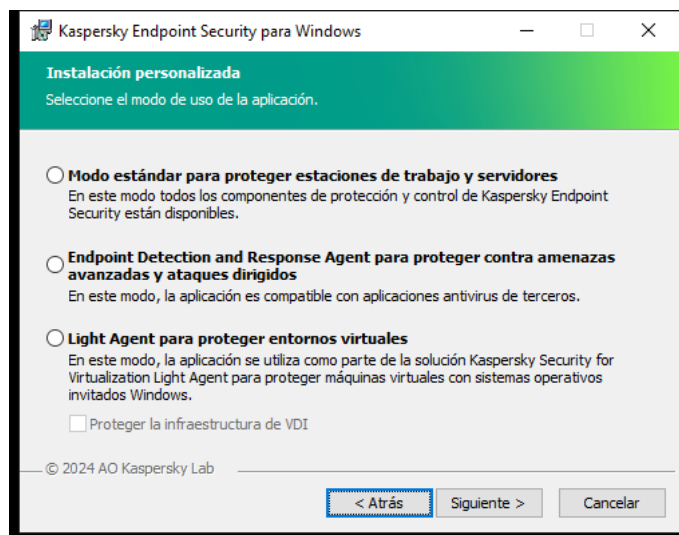 Kaspersky Endpoint Security para Windows
Instalación personalizada
Seleccione el modo de uso de la aplicación.
Modo estándar para proteger estaciones de trabajo y servidores
En este modo todos los componentes de protección y control de Kaspersky Endpoint
Security están disponibles.
Endpoint Detection and Response Agent para proteger contra amenazas
avanzadas y ataques dirigidos
En este modo, la aplicación es compatible con aplicaciones antivirus de terceros.
Light Agent para proteger entornos virtuales
En este modo, la aplicación se utiliza como parte de la solución Kaspersky Security for
Virtualization Light Agent para proteger máquinas virtuales con sistemas operativos
invitados Windows.
Proteger la infraestructura de VDI
© 2024 AO Kaspersky Lab
< Atrás Siguiente > Cancelar